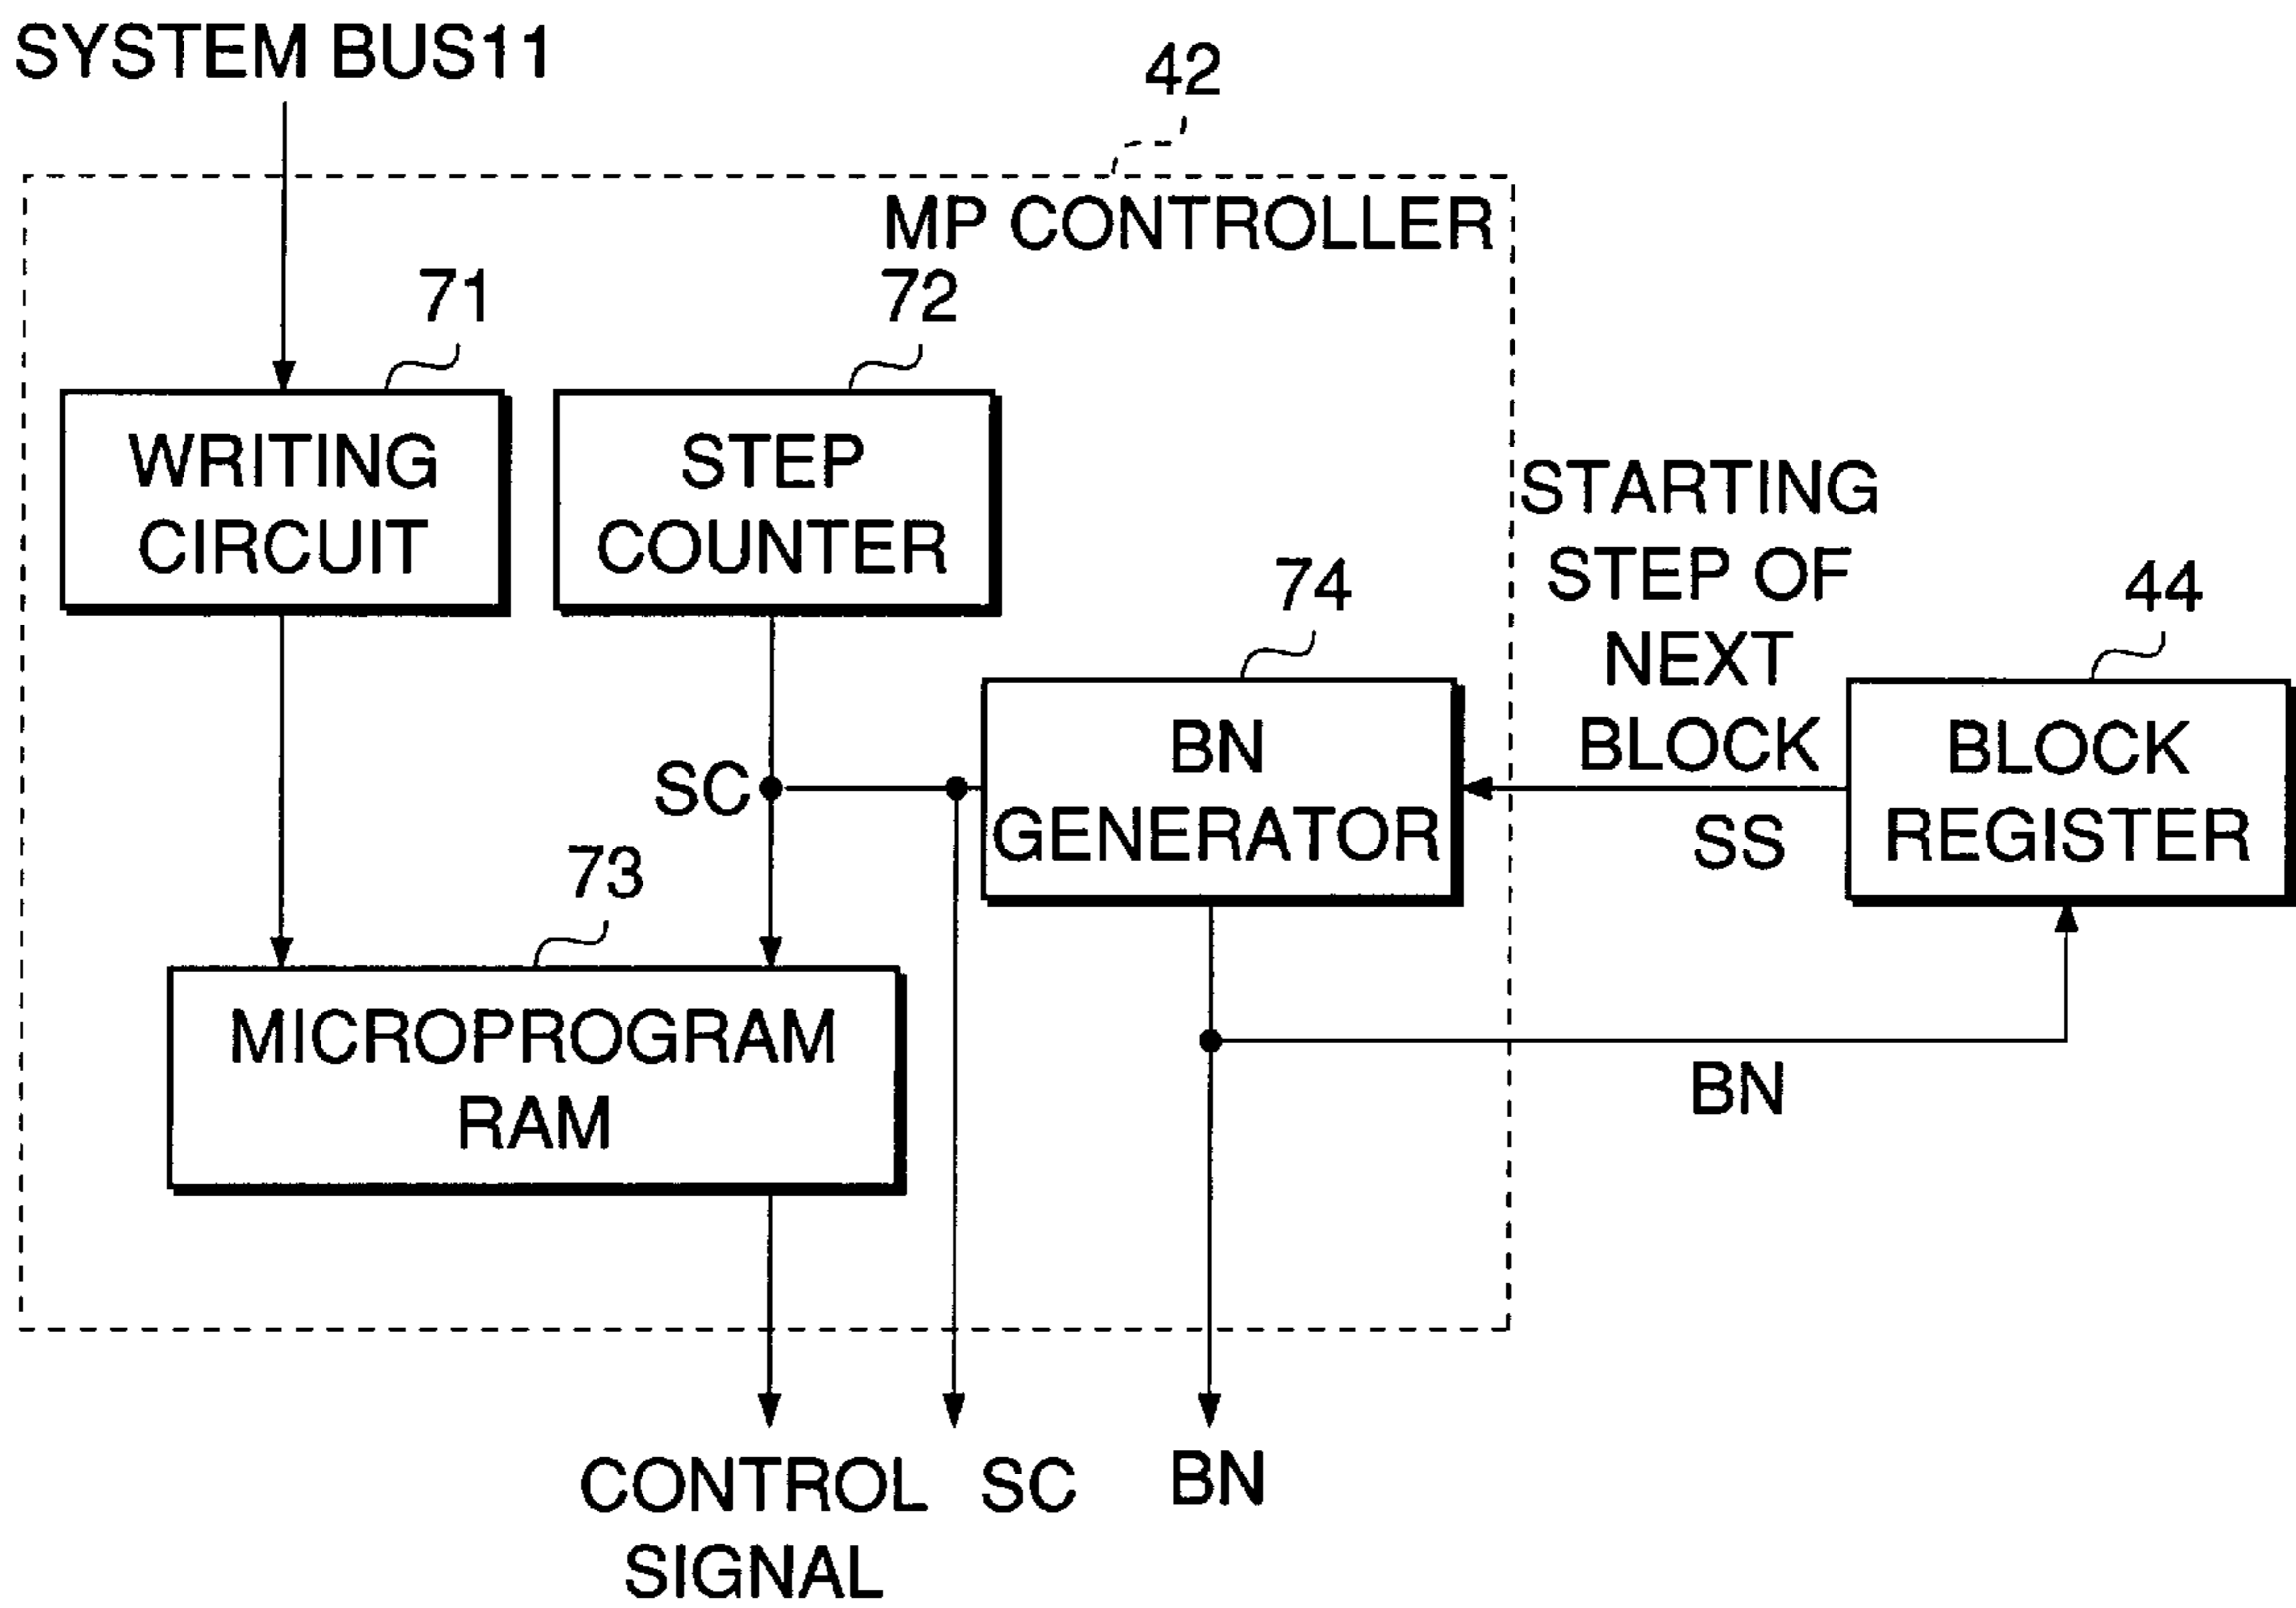 SYSTEM BUS11
42
MP CONTROLLER
71
72
WRITING
CIRCUIT
STEP
COUNTER
STARTING
STEP OF
NEXT
BLOCK
SS
74
44
BN
GENERATOR
BLOCK
REGISTER
SC
73
MICROPROGRAM
RAM
BN
CONTROL
SIGNAL
SC
BN